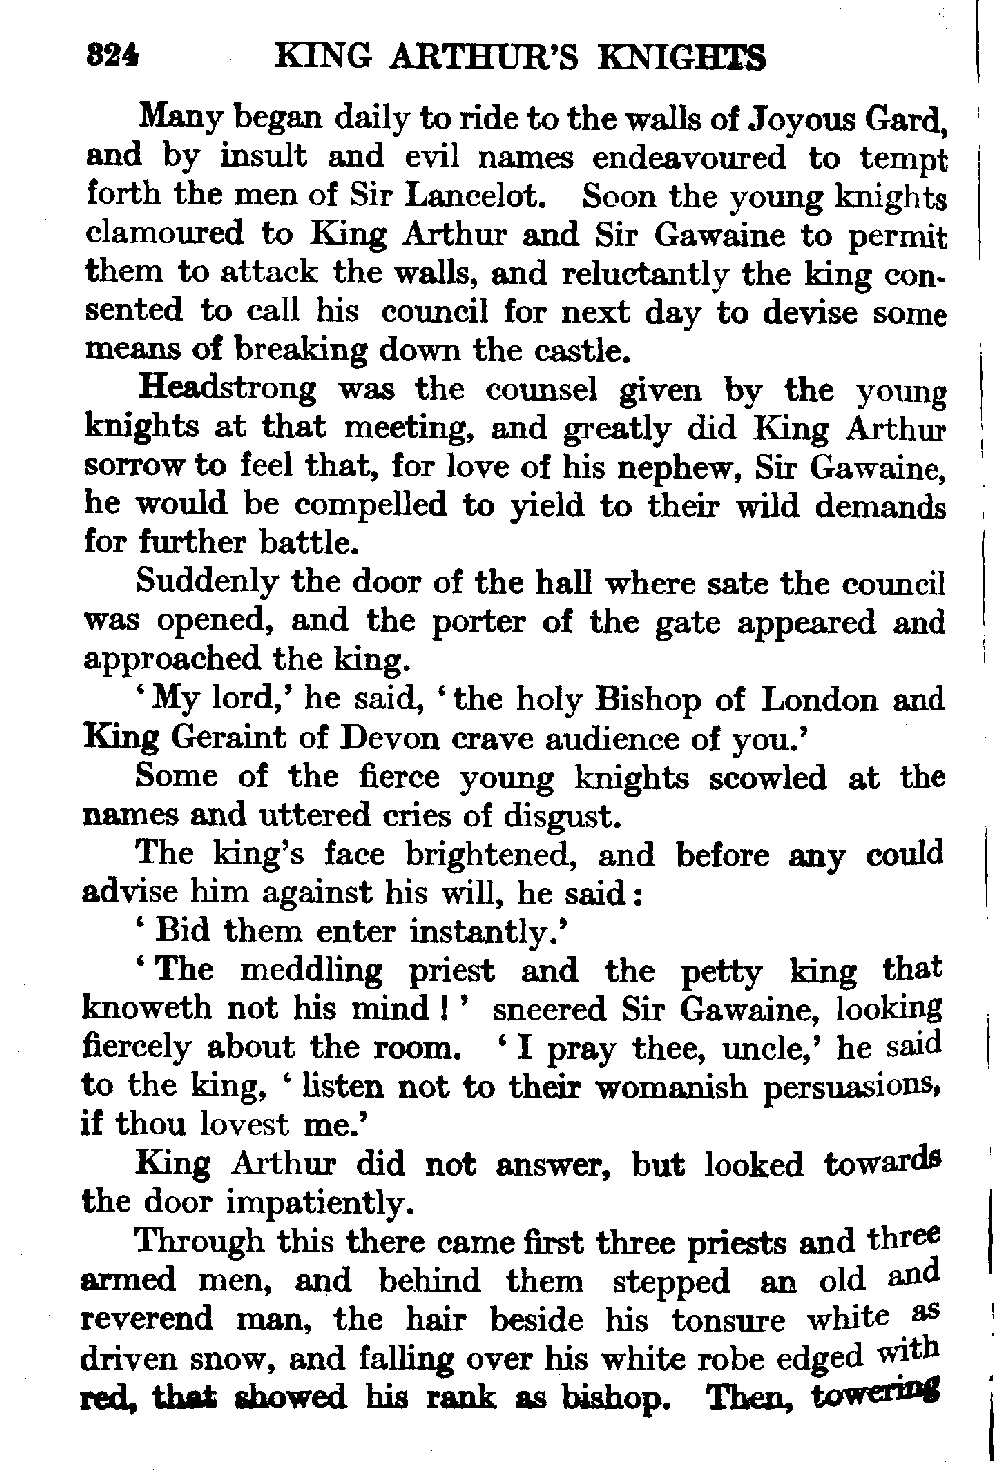 324 KING ARTHUR'S KNIGHTS
Many began daily to ride to the walls of Joyous Gard,
and by insult and evil names endeavoured to tempt
forth the men of Sir Lancelot. Soon the young knights
clamoured to King Arthur and Sir Gawaine to permit
them to attack the walls, and reluctantly the king con-
sented to call his council for next day to devise some
means of breaking down the castle.
Headstrong was the counsel given by the young
knights at that meeting, and greatly did King Arthur
sorrow to feel that, for love of his nephew, Sir Gawaine,
he would be compelled to yield to their wild demands
for further battle.
Suddenly the door of the hall where sate the council
was opened, and the porter of the gate appeared and
approached the king.
‘My lord,’ he said, ‘the holy Bishop of London and
King Geraint of Devon crave audience of you.’
Some of the fierce young knights scowled at the
names and uttered cries of disgust.
The king's face brightened, and before any could
advise him against his will, he said:
‘Bid them enter instantly.’
‘The meddling priest and the petty king that
knoweth not his mind!’ sneered Sir Gawaine, looking
fiercely about the room. ‘I pray thee, uncle,’ he said
to the king, ‘listen not to their womanish persuasions,
if thou lovest me.’
King Arthur did not answer, but looked towards
the door impatiently.
Through this there came first three priests and three
armed men, and behind them stepped an old and
reverend man, the hair beside his tonsure white as
driven snow, and falling over his white robe edged with
red, that showed his rank as bishop. Then, towering